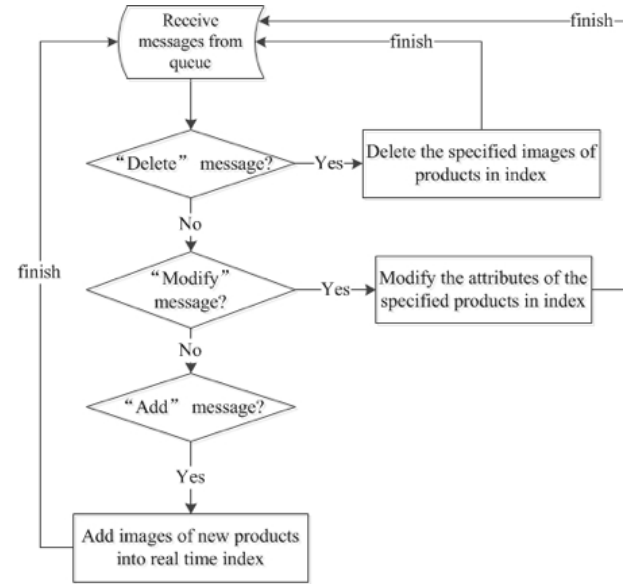 Receive
messages from
queue
finish
finish
“Delete” message?
Yes
Delete the specified images of
products in index
No
finish
“Modify”
message?
Yes
Modify the attributes of the
specified products in index
No
“Add” message?
Yes
Add images of new products
into real time index